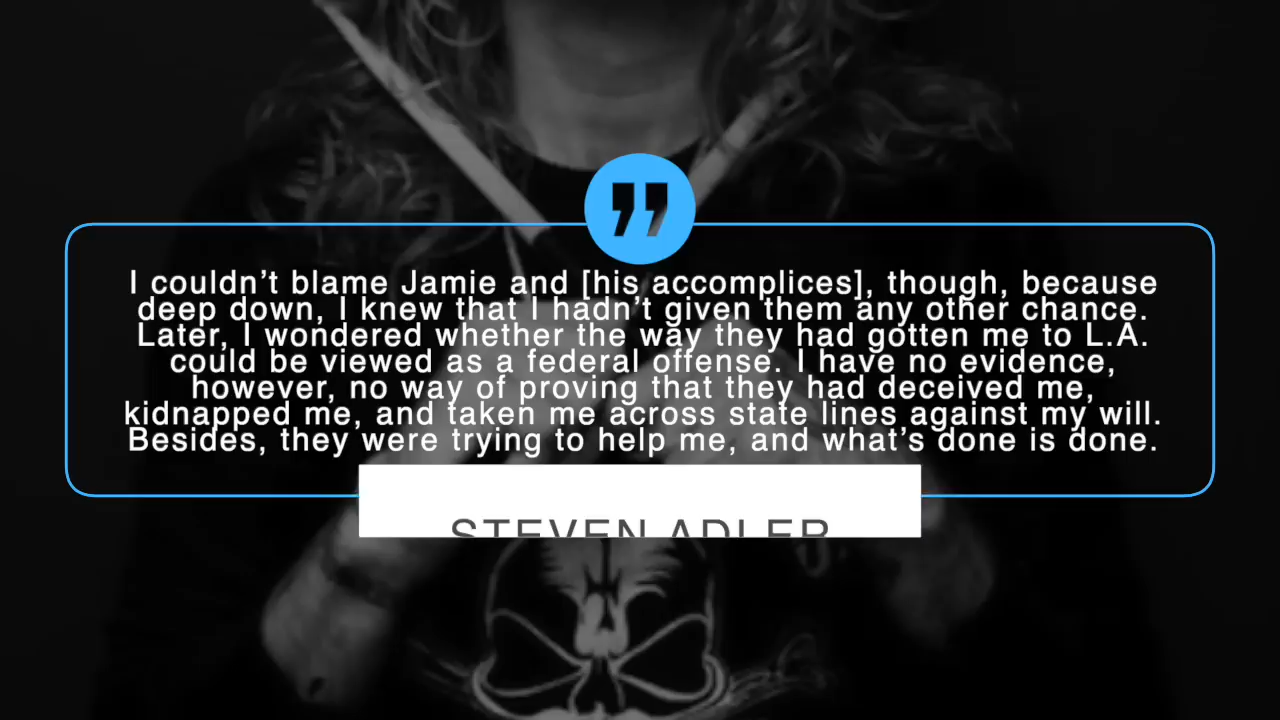 I couldn’t blame Jamie and [his accomplices], though, because
deep down, I knew that I hadn’t given them any other chance.
Later, I wondered whether the way they had gotten me to L.A.
could be viewed as a federal offense. I have no evidence,
however, no way of proving that they had deceived me,
kidnapped me, and taken me across state lines against my will.
Besides, they were trying to help me, and what’s done is done.
STEVEN ADLER